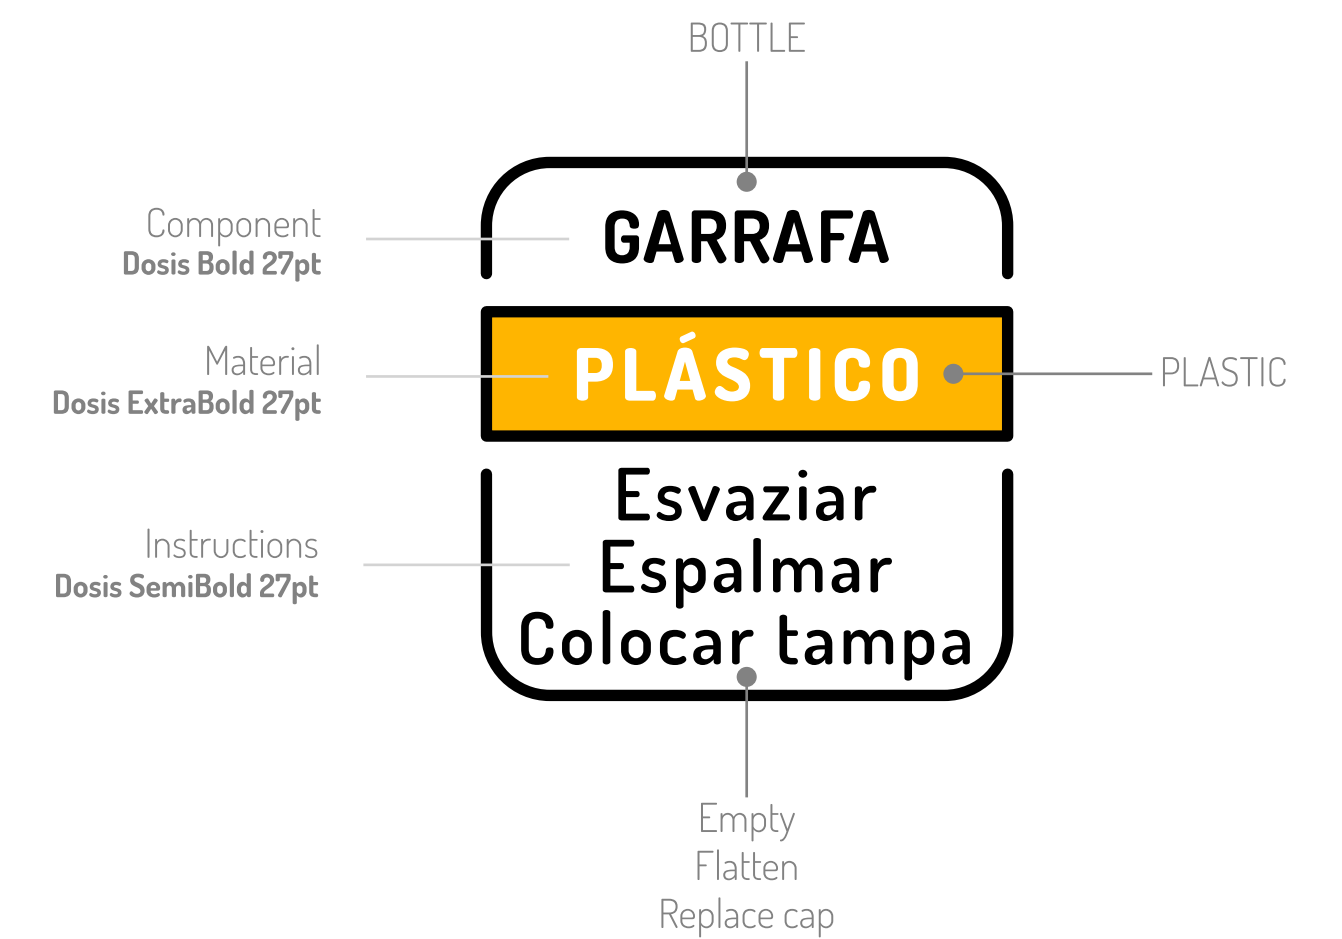 BOTTLE
GARRAFA
Component
Dosis Bold 27pt
PLÁSTICO
Material
Dosis ExtraBold 27pt
PLASTIC
Esvaziar
Espalmar
Colocar tampa
Instructions
Dosis SemiBold 27pt
Empty
Flatten
Replace cap